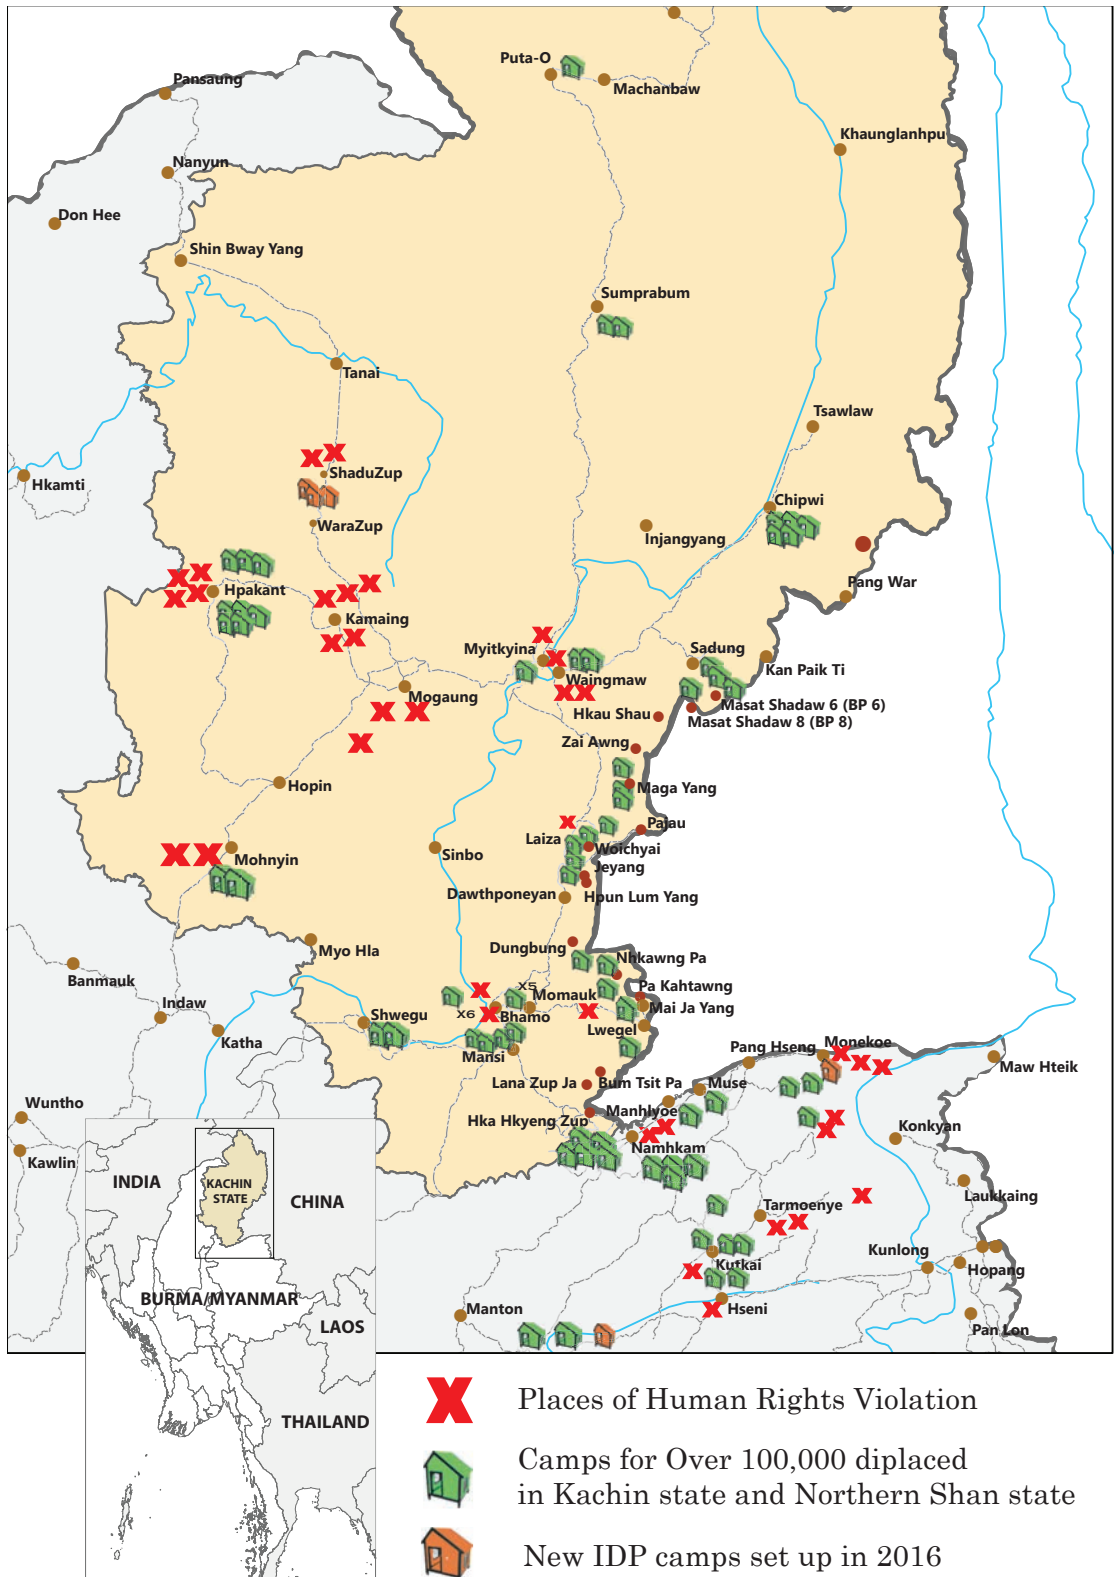 Puta-O
Machanbaw
Pansaung
Khaunglanhpu
Nanyun
Don Hee
Shin Bway Yang
Sumprabum
Tanai
Tsawlaw
ShaduZup
Hkamti
Chipwi
WaraZup
Injangyang
Hpakant
Pang War
Kamaing
Myitkyina
Sadung
Kan Paik Ti
Waingmaw
Mogaung
Masat Shadaw 6 (BP 6)
Hkau Shau
Masat Shadaw 8 (BP 8)
Zai Awng
Hopin
Maga Yang
Pajau
Laiza
Woichyai
Mohnyin
Sinbo
Jeyang
Dawthponeyan
Hpun Lum Yang
Myo Hla
Dungbung
Nhkawng Pa
Banmauk
Pa Kahtawng
X5
Momauk
Mai Ja Yang
Indaw
X6
Bhamo
Shwegu
Lwegel
Katha
Pang Hseng
Monekoe
Mansi
Maw Hteik
Lana Zup Ja
Bum Tsit Pa
Muse
Wuntho
Manhlyoe
Hka Hkyeng Zup
Konkyan
Kawlin
Namhkam
INDIA
KACHIN
STATE
CHINA
Laukkaing
Tarmoenye
Kunlong
Kutkai
Hopang
BURMA/MYANMAR
Manton
Hseni
LAOS
Pan Lon
THAILAND
Places of Human Rights Violation
Camps for Over 100,000 diplaced
in Kachin state and Northern Shan state
New IDP camps set up in 2016